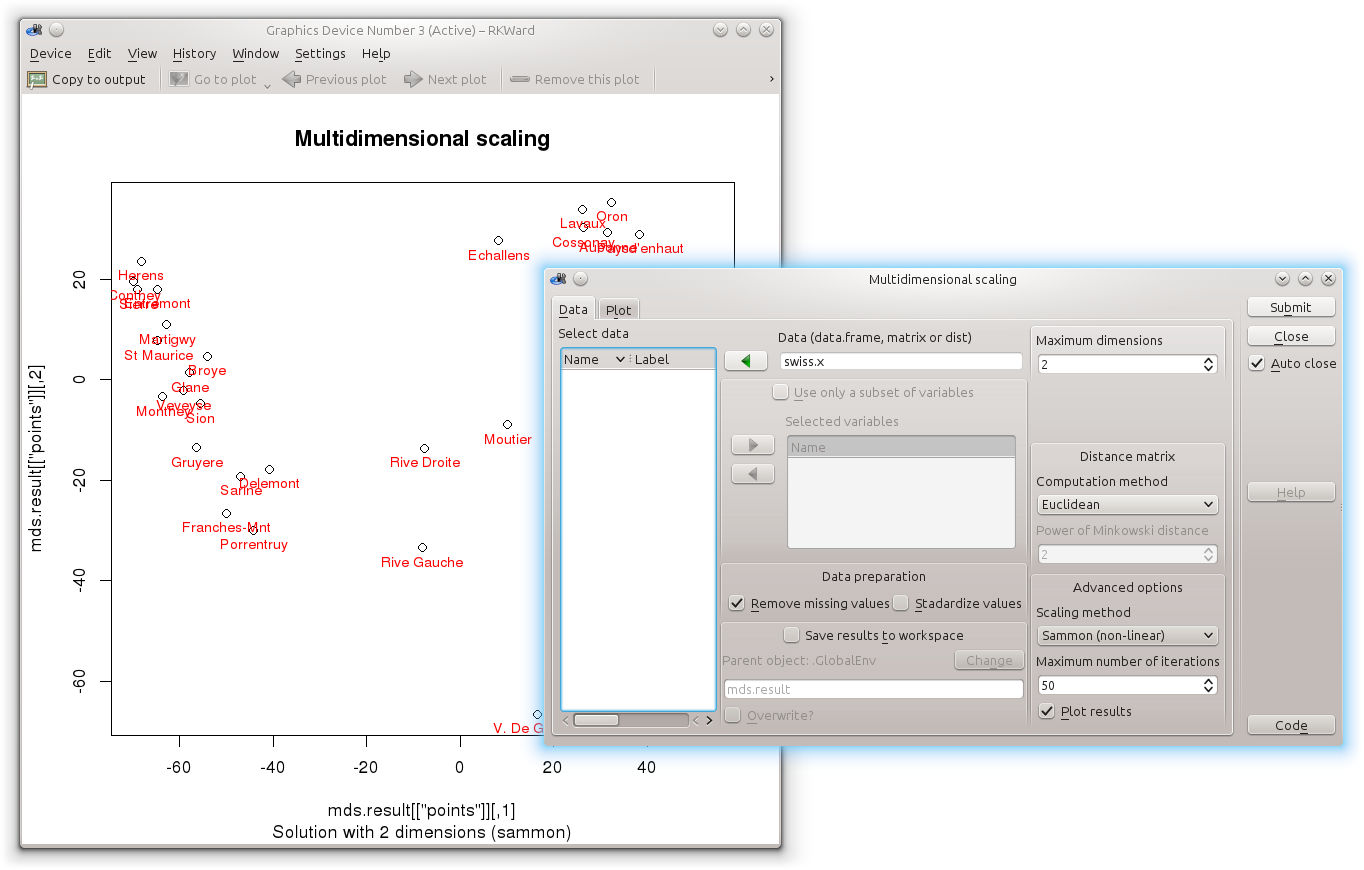 Graphics Device Number 3 (Active) – RKWard
Device Edit View History Window Settings Help
Copy to output Go to plot Previous plot Next plot Remove this plot
Multidimensional scaling
mds.result[["points"]][,2]
20
0
-20
-40
-60
Oron
Lavaux
Cossonay
Paysd'enhaut
Echallens
Herens
Conthey
Sierre
Entremont
Martigwy
St Maurice
Broye
Glane
Veveyse
Monthey
Sion
Moutier
Gruyere
Rive Droite
Sarine
Delemont
Franches-Mnt
Porrentruy
Rive Gauche
V. De G
-60 -40 -20 0 20 40
mds.result[["points"]][,1]
Solution with 2 dimensions (sammon)
Multidimensional scaling
Data Plot
Select data
Name Label
Data (data.frame, matrix or dist)
swiss.x
Use only a subset of variables
Selected variables
Name
Data preparation
Remove missing values Stadardize values
Save results to workspace
Parent object: .GlobalEnv Change
mds.result
Overwrite?
Maximum dimensions
2
Distance matrix
Computation method
Euclidean
Power of Minkowski distance
2
Advanced options
Scaling method
Sammon (non-linear)
Maximum number of iterations
50
Plot results
Submit
Close
Auto close
Help
Code